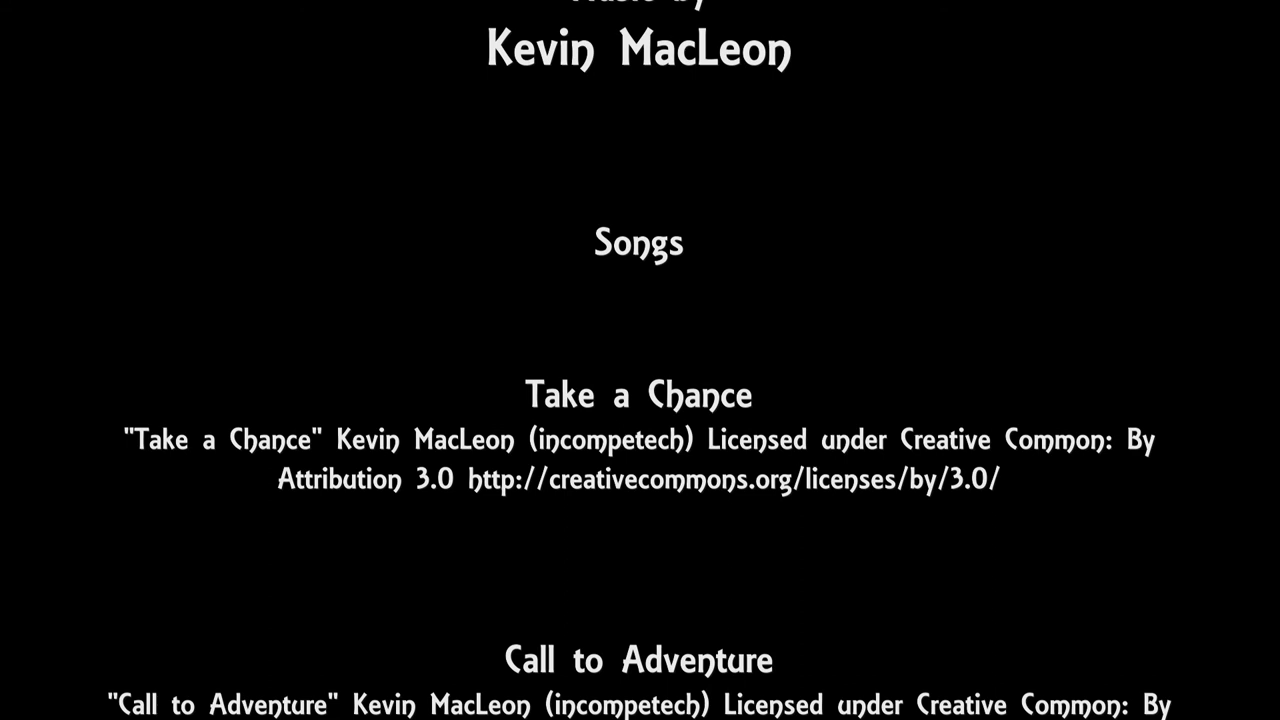 Music by
Kevin MacLeon
Songs
Take a Chance
"Take a Chance" Kevin MacLeon (incompetech) Licensed under Creative Common: By
Attribution 3.0 http://creativecommons.org/licenses/by/3.0/
Call to Adventure
"Call to Adventure" Kevin MacLeon (incompetech) Licensed under Creative Common: By